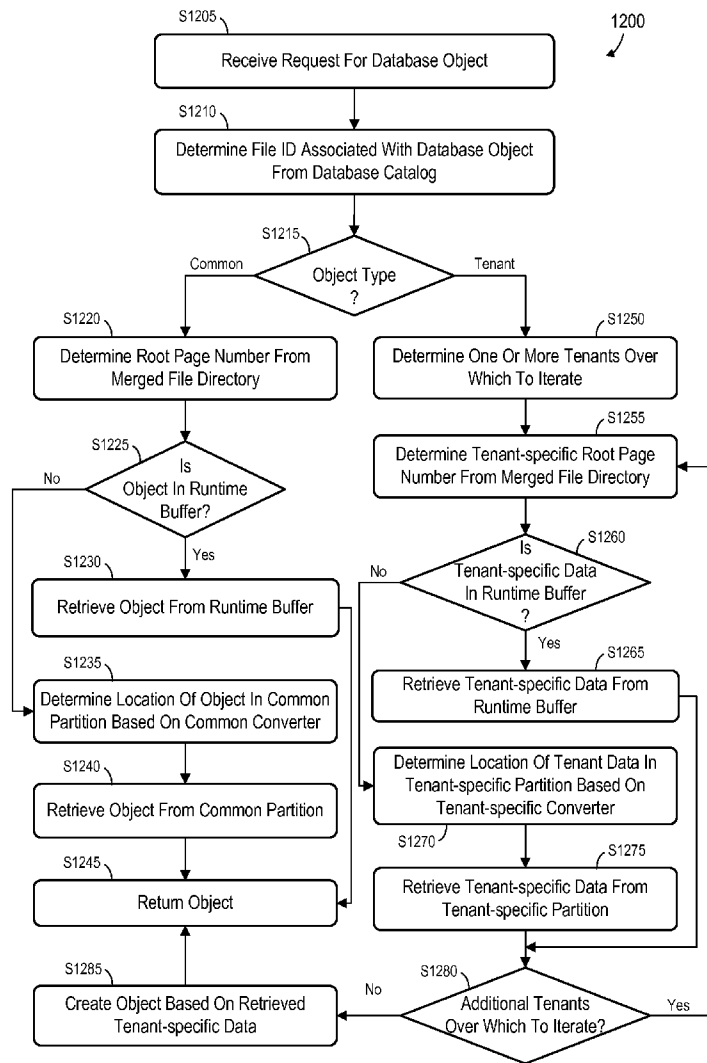 1200
S1205
Receive Request For Database Object
S1210
Determine File ID Associated With Database Object
From Database Catalog
S1215
Object Type
?
Common
Tenant
S1220
Determine Root Page Number From
Merged File Directory
S1225
Is
Object In Runtime
Buffer?
No
Yes
S1230
Retrieve Object From Runtime Buffer
S1235
Determine Location Of Object In Common
Partition Based On Common Converter
S1240
Retrieve Object From Common Partition
S1245
Return Object
S1250
Determine One Or More Tenants Over
Which To Iterate
S1255
Determine Tenant-specific Root Page
Number From Merged File Directory
S1260
Is
Tenant-specific Data
In Runtime Buffer
?
No
Yes
S1265
Retrieve Tenant-specific Data From
Runtime Buffer
Determine Location Of Tenant Data In
Tenant-specific Partition Based On
Tenant-specific Converter
S1270
S1275
Retrieve Tenant-specific Data From
Tenant-specific Partition
S1280
Additional Tenants
Over Which To Iterate?
No
Yes
S1285
Create Object Based On Retrieved
Tenant-specific Data